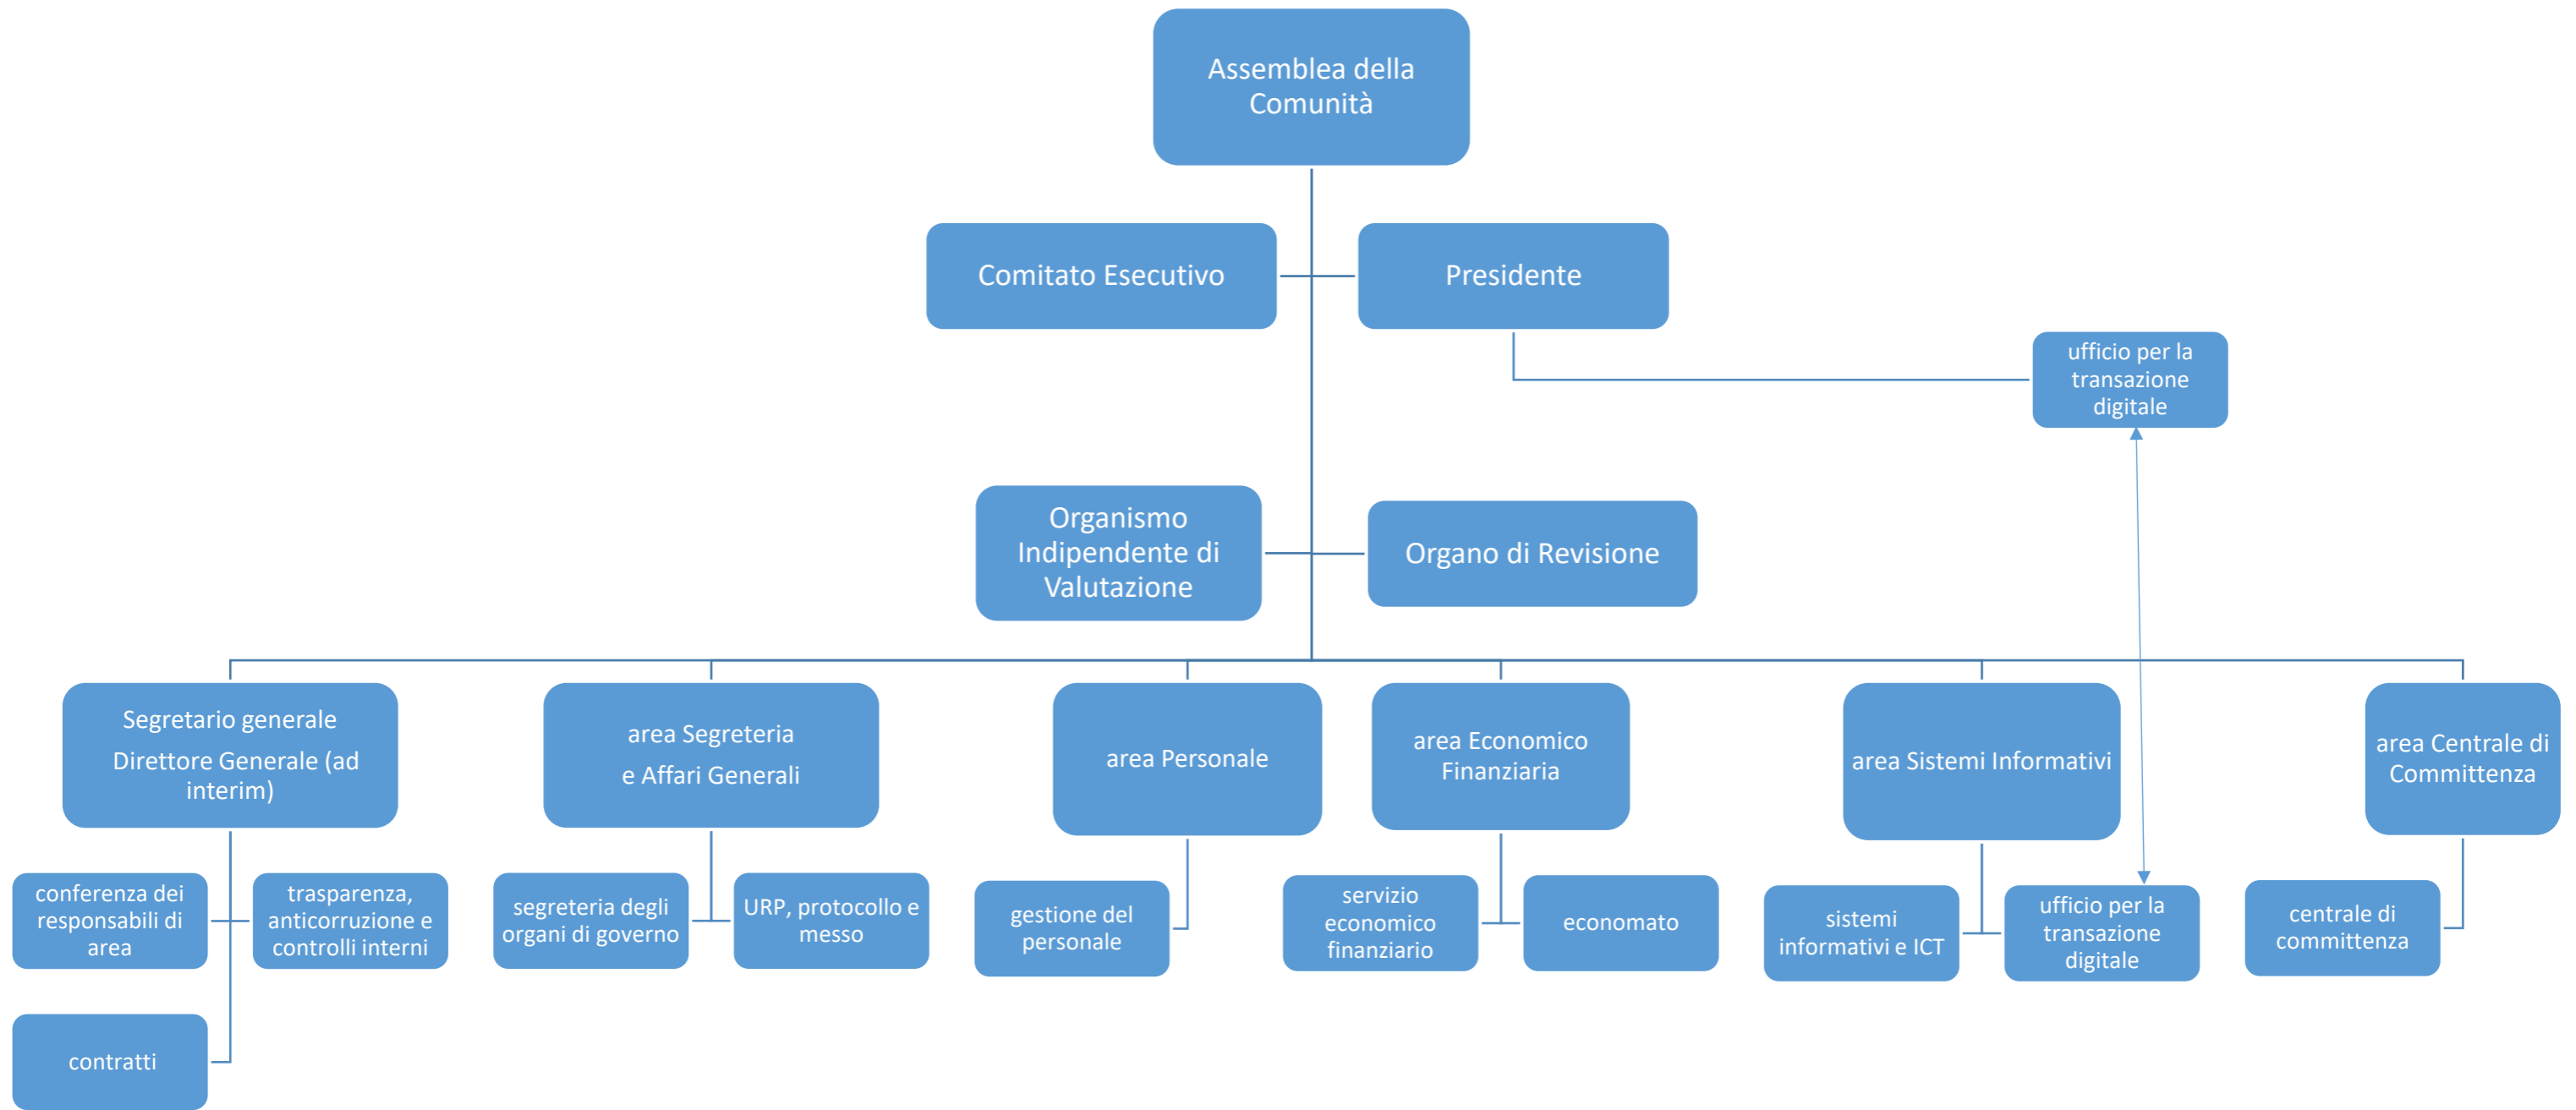 Assemblea della
Comunità
Comitato Esecutivo
Presidente
ufficio per la
transazione
digitale
Organismo
Indipendente di
Valutazione
Organo di Revisione
Segretario generale
Direttore Generale (ad
interim)
area Segreteria
e Affari Generali
area Personale
area Economico
Finanziaria
area Sistemi Informativi
area Centrale di
Committenza
conferenza dei
responsabili di
area
trasparenza,
anticorruzione e
controlli interni
segreteria degli
organi di governo
URP, protocollo e
messo
gestione del
personale
servizio
economico
finanziario
economato
sistemi
informativi e ICT
ufficio per la
transazione
digitale
centrale di
committenza
contratti